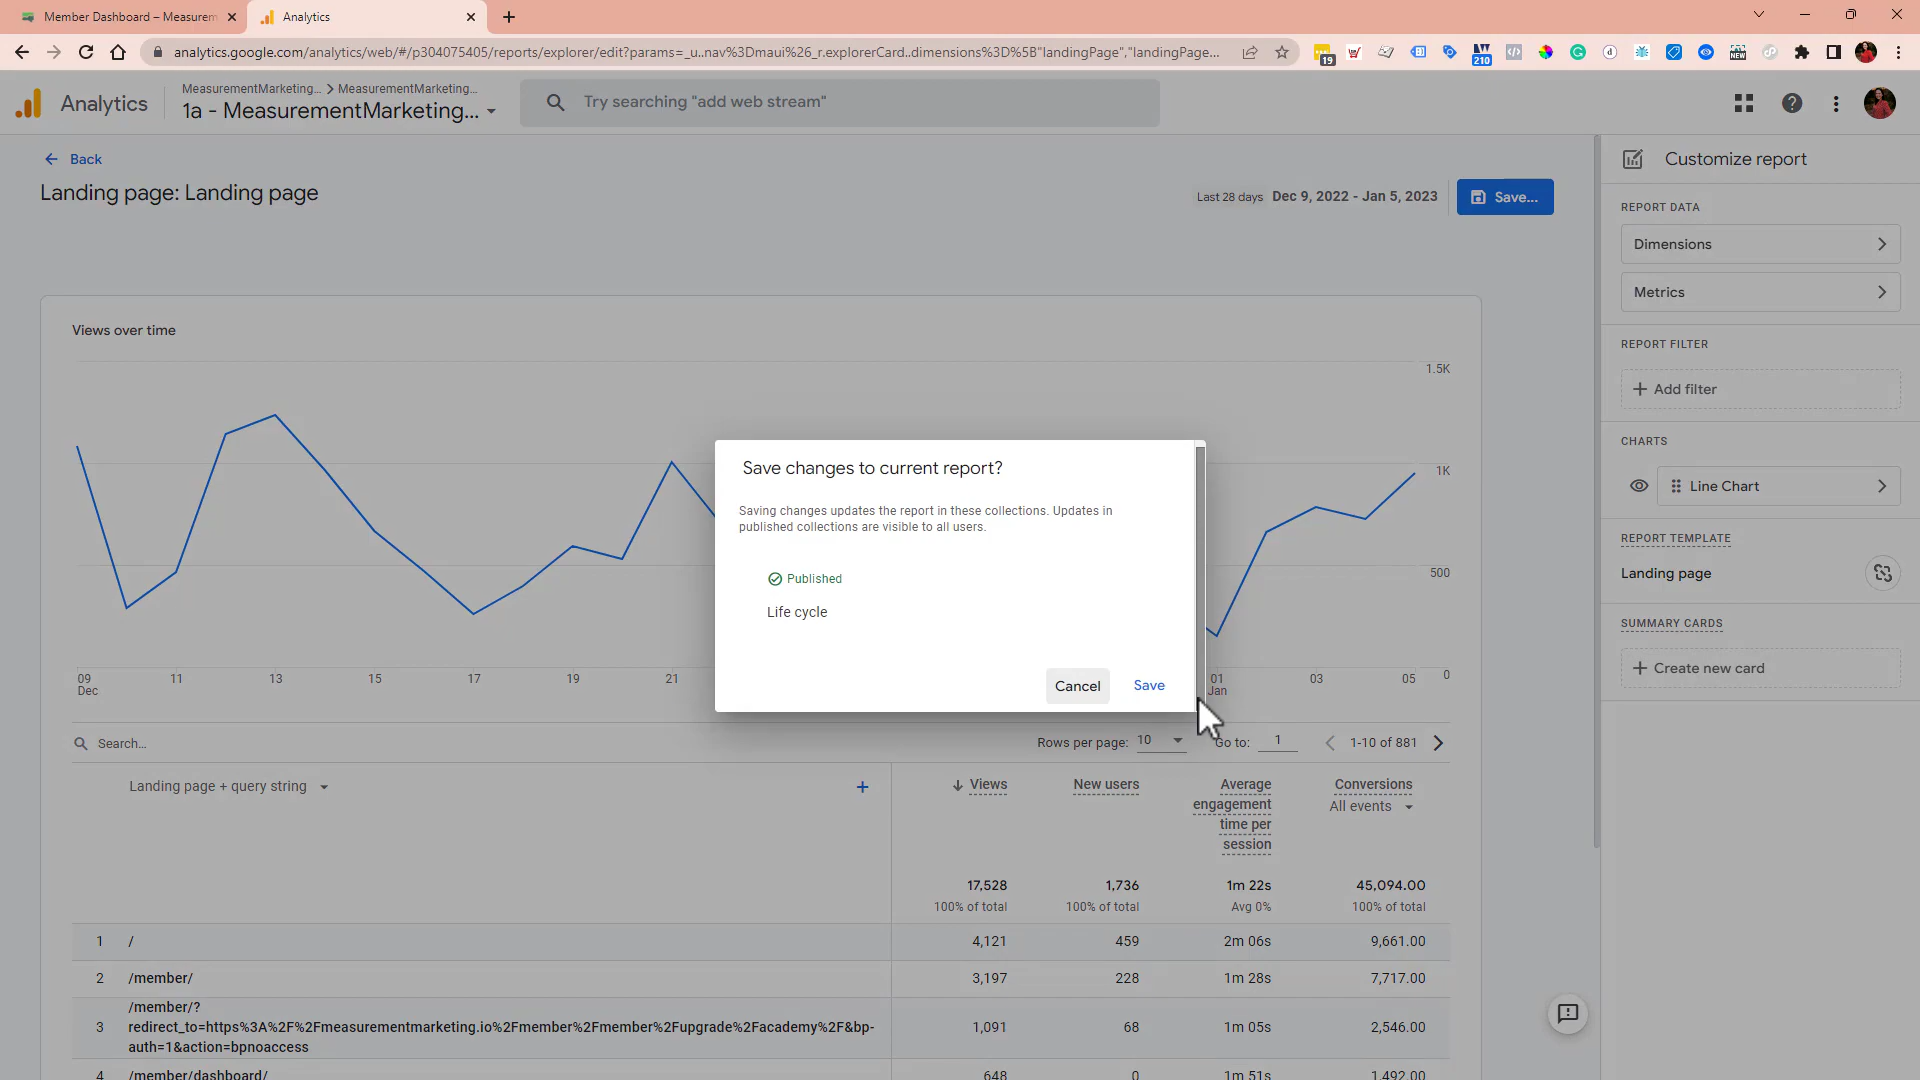 Member Dashboard – Measurem
Analytics
analytics.google.com/analytics/web/#/p304075405/reports/explorer/edit?params=_u..nav%3Dmaui%26_r.explorerCard..dimensions%3D%5B"landingPage","landingPage...
19
210
NEW
Analytics
MeasurementMarketing... > MeasurementMarketing...
1a - MeasurementMarketing...
Try searching "add web stream"
Back
Landing page: Landing page
Last 28 days Dec 9, 2022 - Jan 5, 2023
Save...
Customize report
REPORT DATA
Dimensions
Metrics
REPORT FILTER
Add filter
CHARTS
Line Chart
REPORT TEMPLATE
Landing page
SUMMARY CARDS
Create new card
Views over time
1.5K
1K
500
0
09 11 13 15 17 19 21 01 03 05
Dec Jan
Save changes to current report?
Saving changes updates the report in these collections. Updates in
published collections are visible to all users.
Published
Life cycle
Cancel Save
Search...
Rows per page: 10 Go to: 1 1-10 of 881
Landing page + query string
Views New users Average
engagement
time per
session
Conversions
All events
17,528 1,736 1m 22s 45,094.00
100% of total 100% of total Avg 0% 100% of total
1 / 4,121 459 2m 06s 9,661.00
2 /member/ 3,197 228 1m 28s 7,717.00
/member/?
3 redirect_to=https%3A%2F%2Fmeasurementmarketing.io%2Fmember%2Fmember%2Fupgrade%2Facademy%2F&bp- 1,091 68 1m 05s 2,546.00
auth=1&action=bpnoaccess
4 /member/dashboard/ 648 0 1m 51s 1,492.00